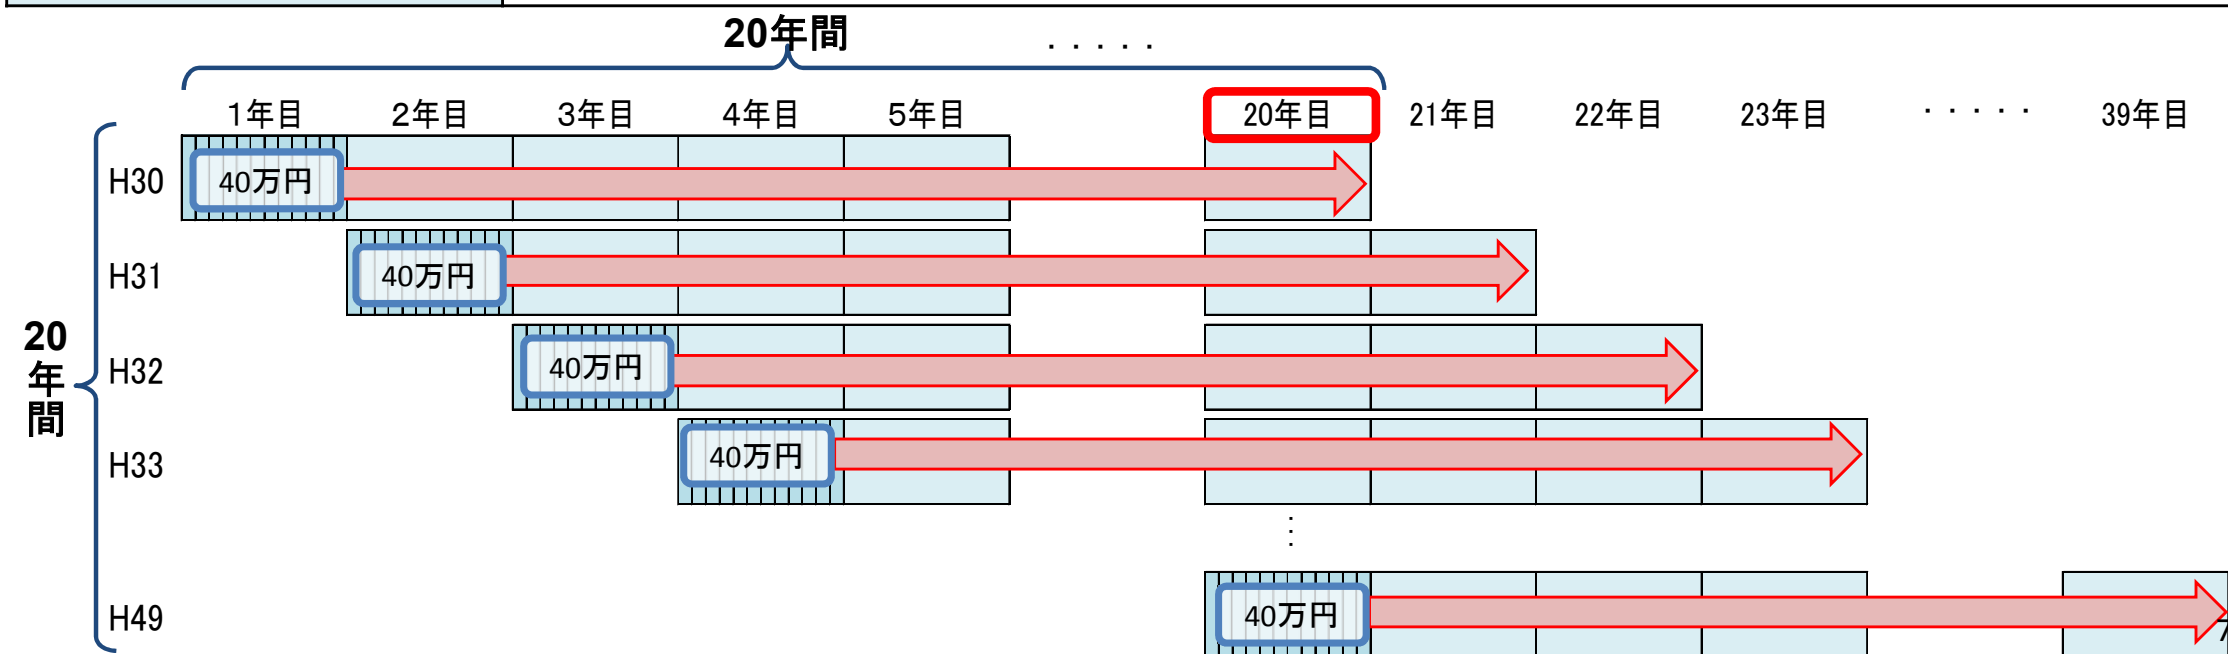 20年間
・・・・・
1年目 2年目 3年目 4年目 5年目 20年目 21年目 22年目 23年目 ・・・・・ 39年目
H30 40万円
H31 40万円
20年間
H32 40万円
H33 40万円
⋮
H49 40万円
7